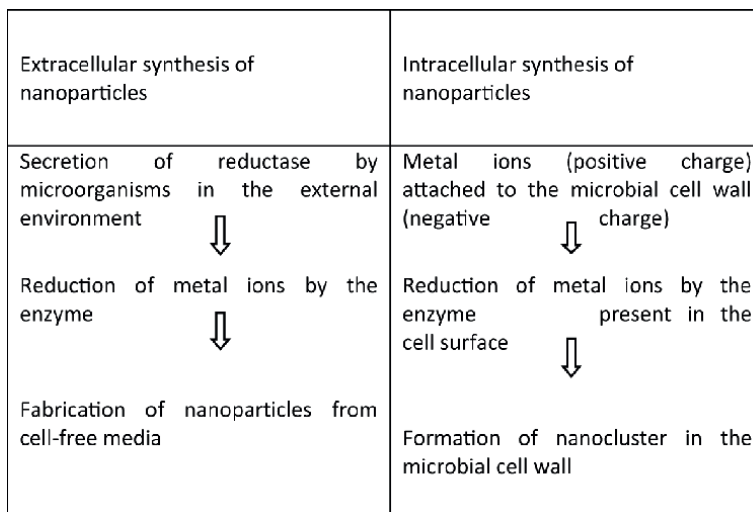 Extracellular synthesis of
nanoparticles
Intracellular synthesis of
nanoparticles
Secretion of reductase by
microorganisms in the external
environment
Reduction of metal ions by the
enzyme
Fabrication of nanoparticles from
cell-free media
Metal ions (positive charge)
attached to the microbial cell wall
(negative charge)
Reduction of metal ions by the
enzyme present in the
cell surface
Formation of nanocluster in the
microbial cell wall